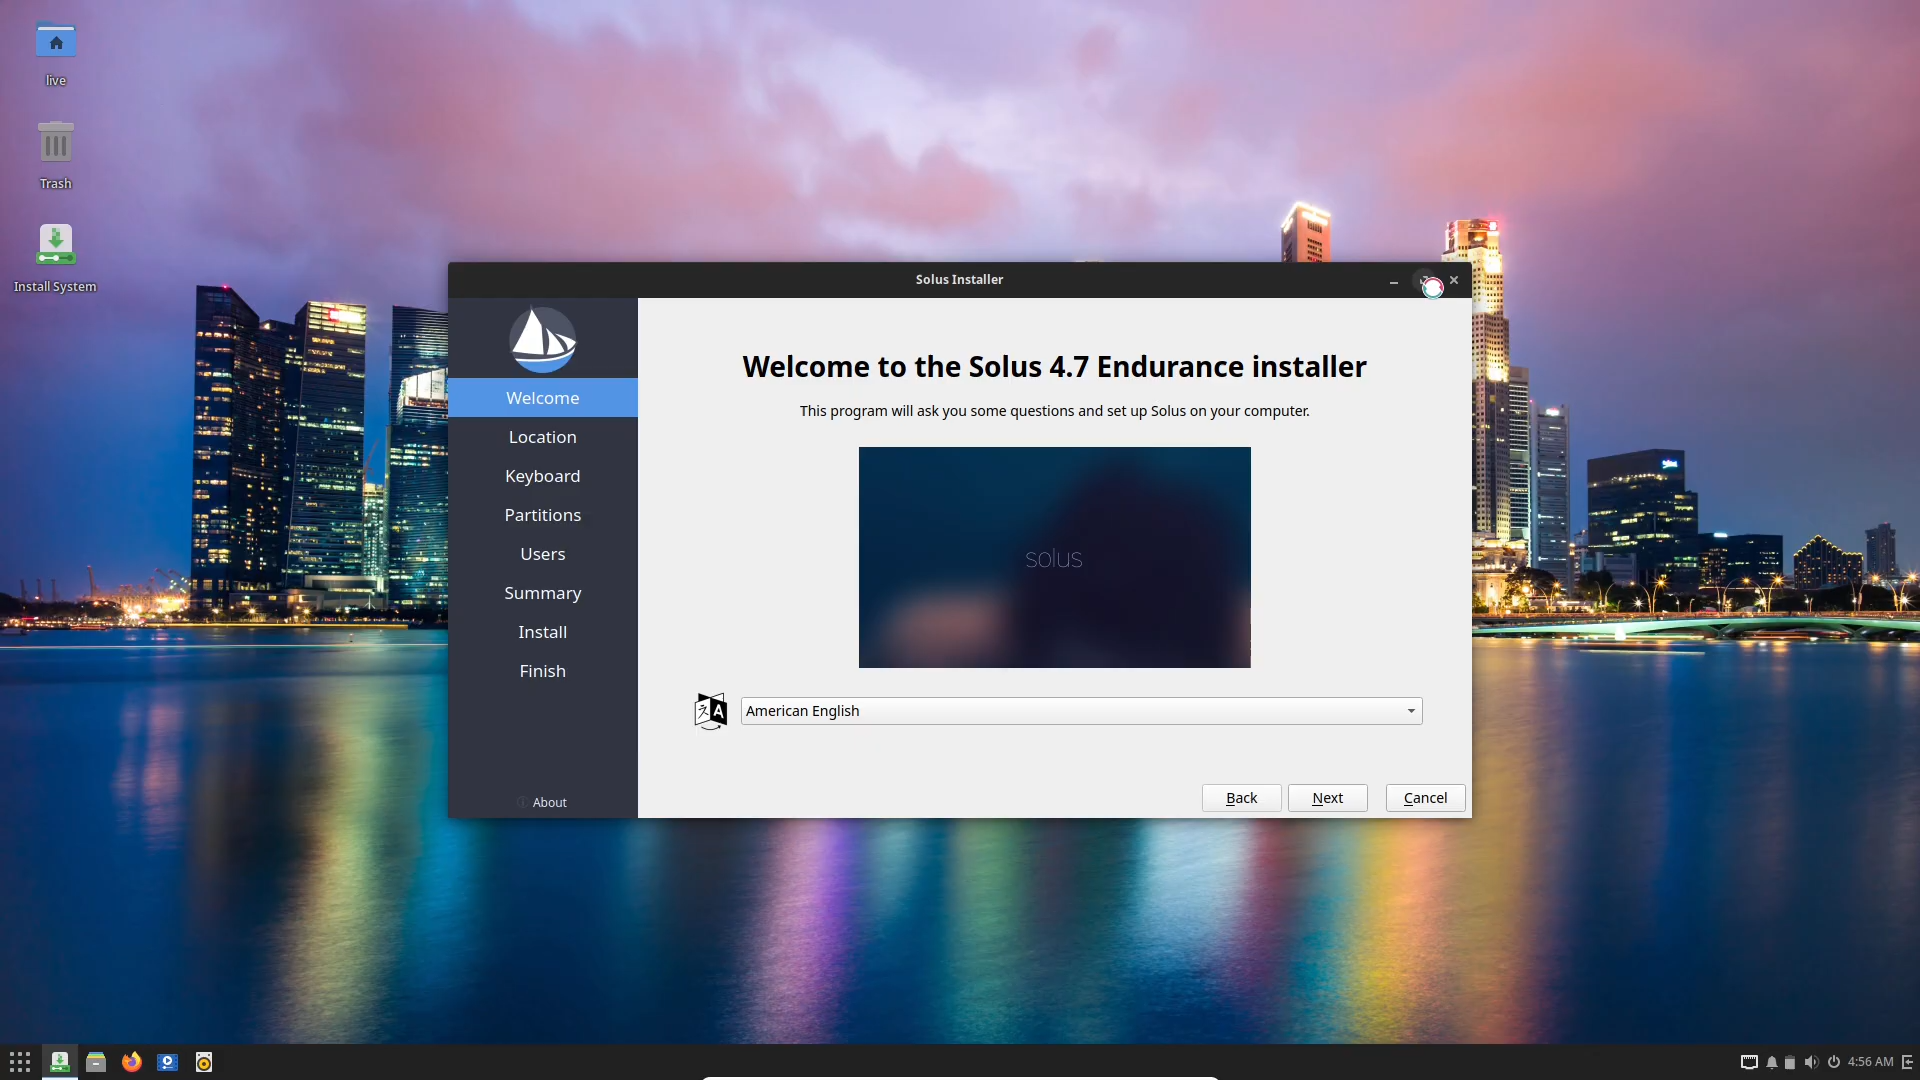 live
Trash
Install System
Solus Installer
Welcome
Location
Keyboard
Partitions
Users
Summary
Install
Finish
About
Welcome to the Solus 4.7 Endurance installer
This program will ask you some questions and set up Solus on your computer.
solus
American English
Back
Next
Cancel
4:56 AM